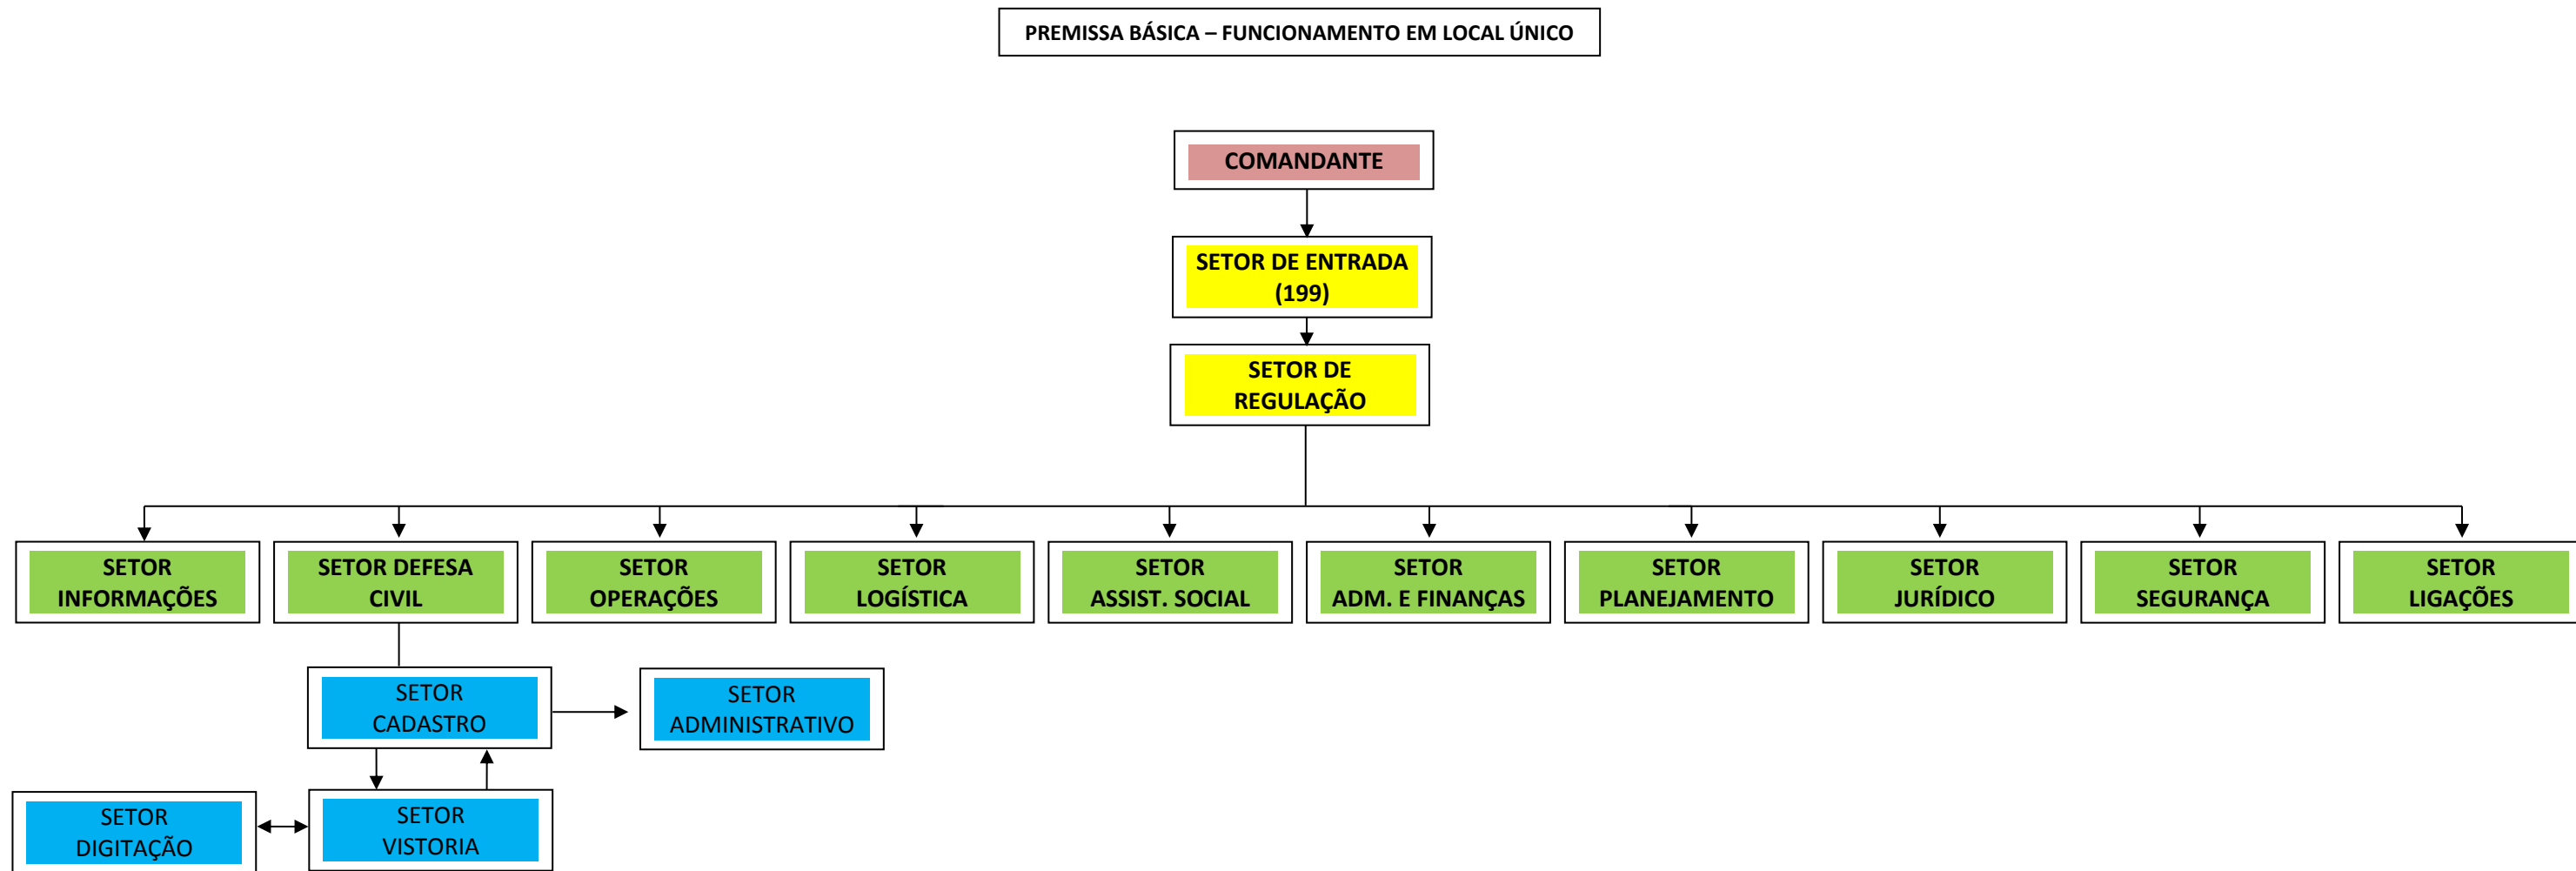 PREMISSA BÁSICA – FUNCIONAMENTO EM LOCAL ÚNICO
COMANDANTE
SETOR DE ENTRADA
(199)
SETOR DE
REGULAÇÃO
SETOR
INFORMAÇÕES
SETOR DEFESA
CIVIL
SETOR
OPERAÇÕES
SETOR
LOGÍSTICA
SETOR
ASSIST. SOCIAL
SETOR
ADM. E FINANÇAS
SETOR
PLANEJAMENTO
SETOR
JURÍDICO
SETOR
SEGURANÇA
SETOR
LIGAÇÕES
SETOR
CADASTRO
SETOR
ADMINISTRATIVO
SETOR
DIGITAÇÃO
SETOR
VISTORIA